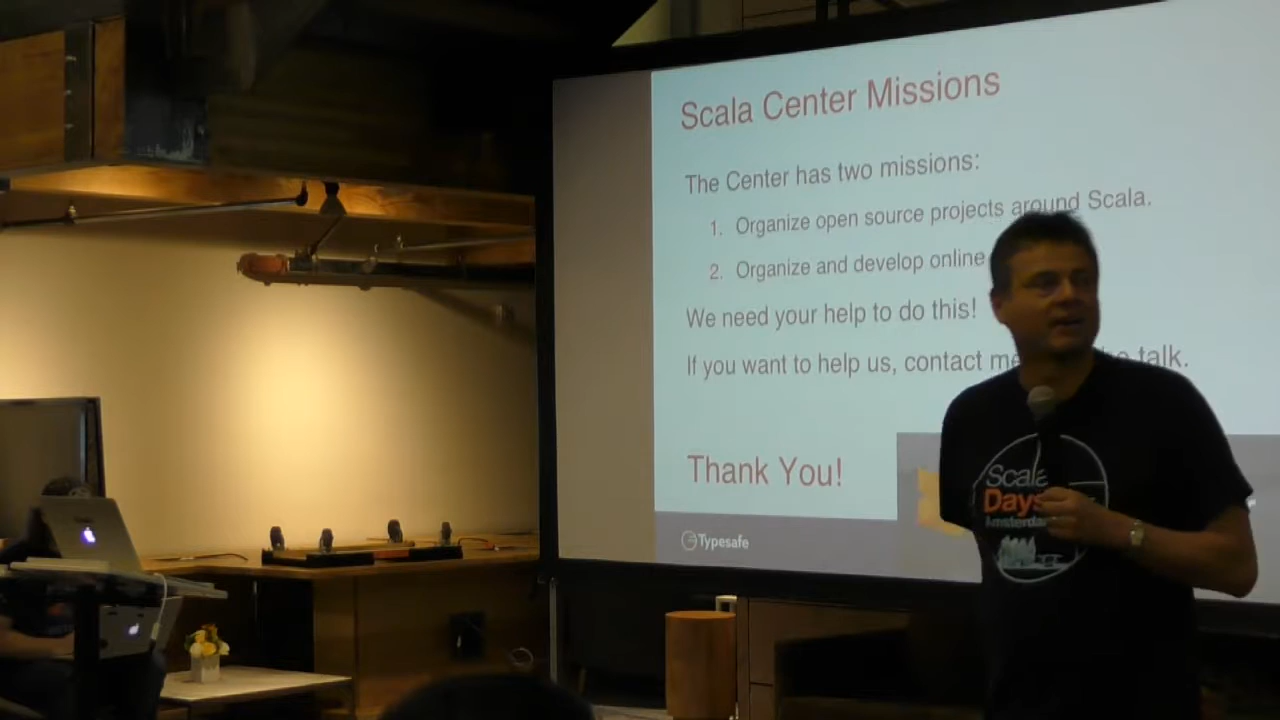 Scala Center Missions
The Center has two missions:
1. Organize open source projects around Scala.
2. Organize and develop online
We need your help to do this!
If you want to help us, contact me talk.
Thank You!
Typesafe
Scala
Days
Amsterdam